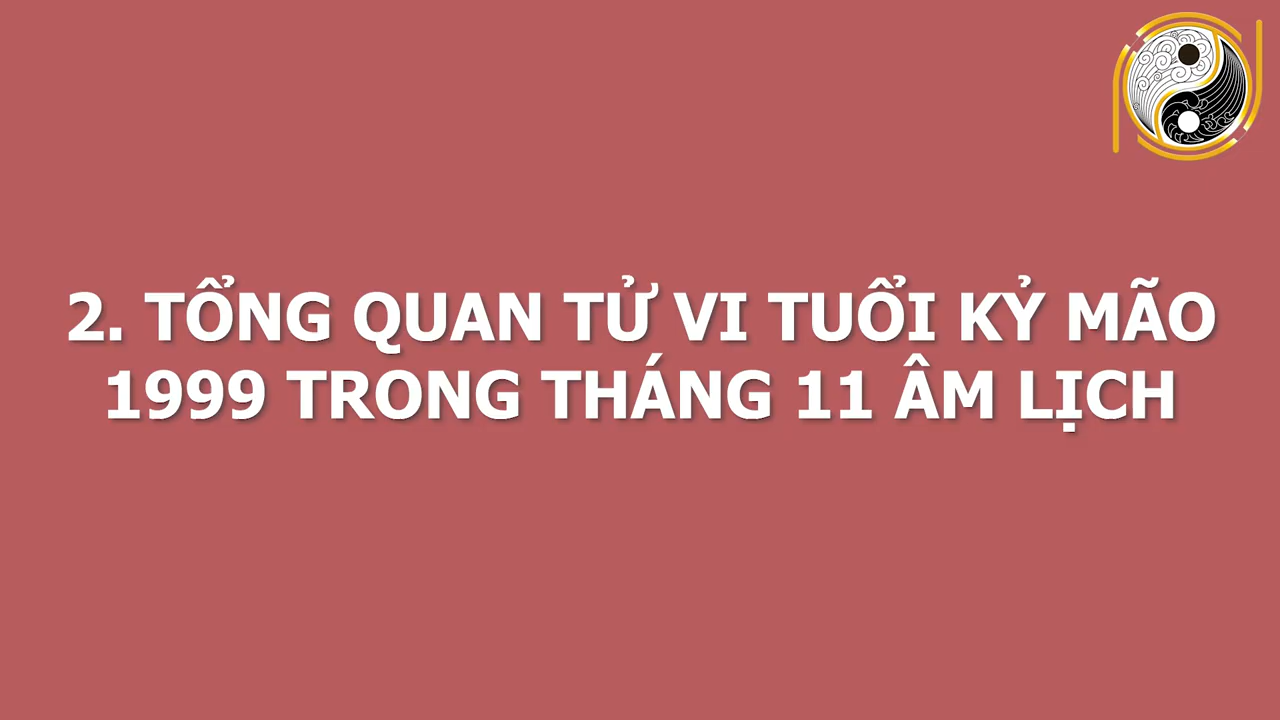 2. TỔNG QUAN TỬ VI TUỔI KỶ MÃO
1999 TRONG THÁNG 11 ÂM LỊCH